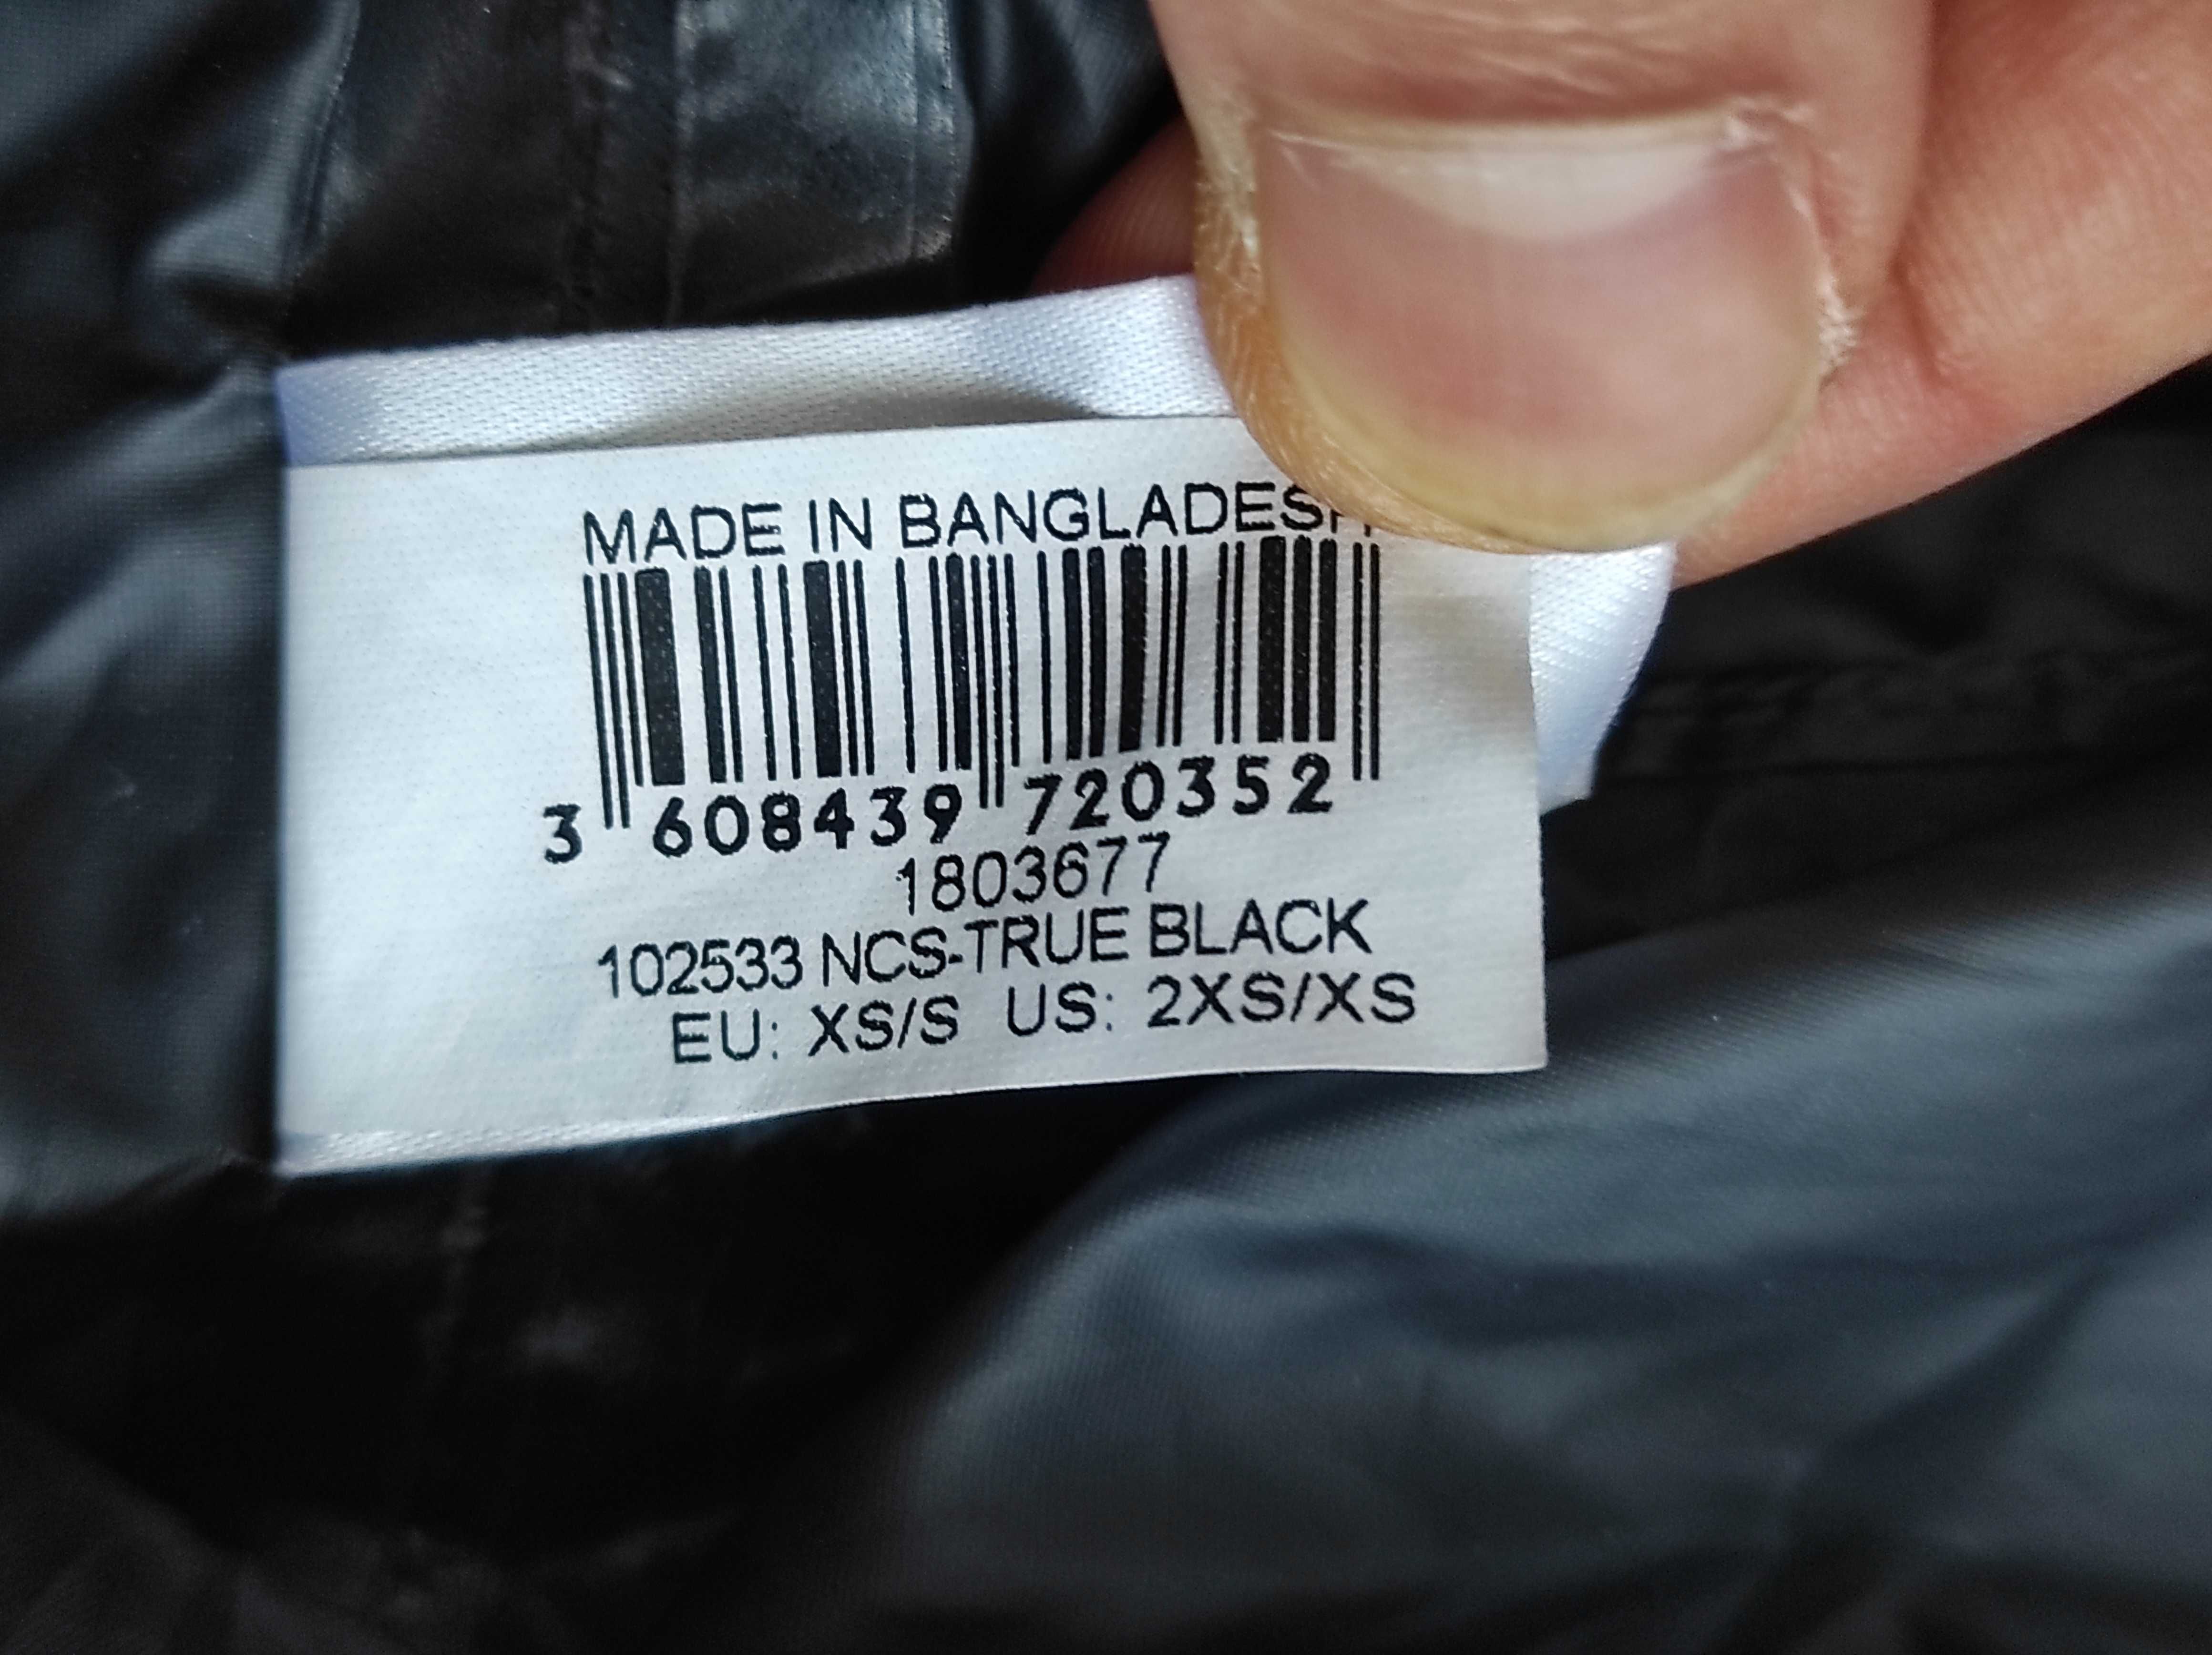 MADE IN BANGLADESH
3 608439 720352
1803677
102533 NCS-TRUE BLACK
EU: XS/S US: 2XS/XS